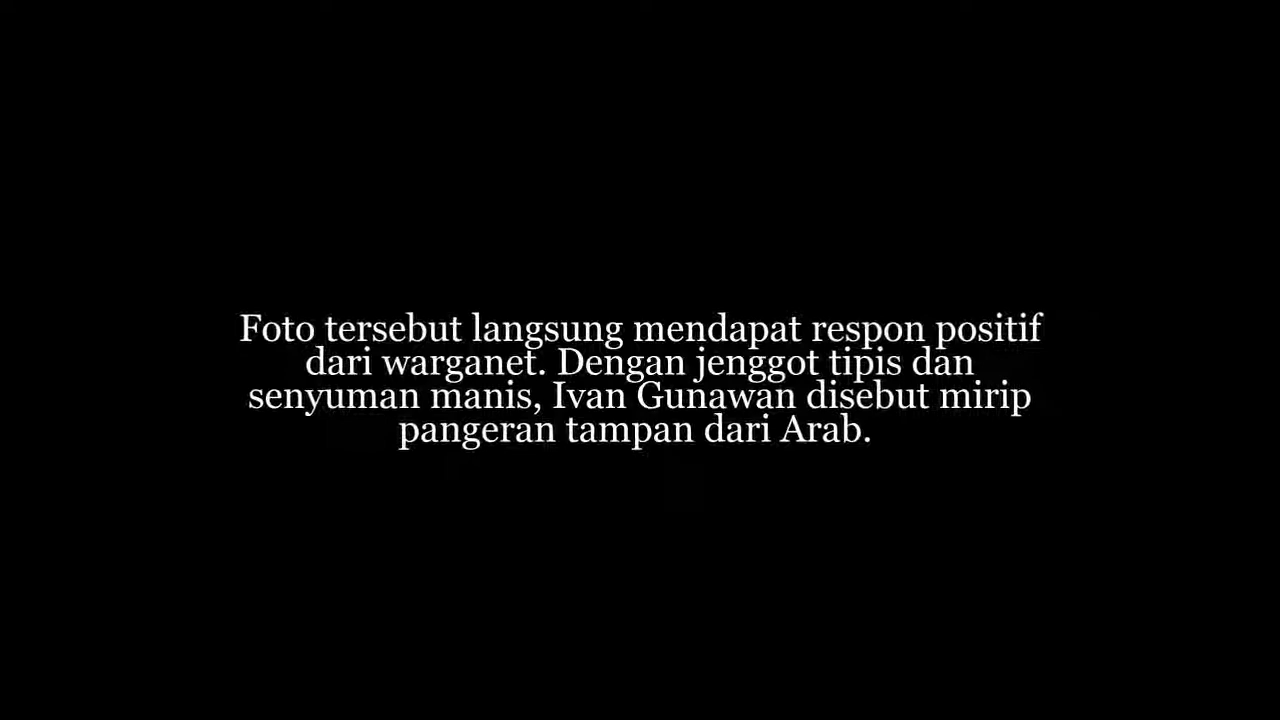 Foto tersebut langsung mendapat respon positif
dari warganet. Dengan jenggot tipis dan
senyuman manis, Ivan Gunawan disebut mirip
pangeran tampan dari Arab.